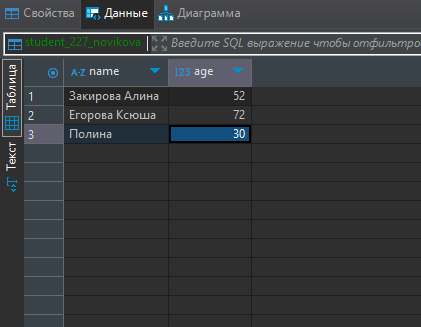 Свойства Данные Диаграмма
student_227_novikova Введите SQL выражение чтобы отфильтро
Таблица
Текст
A-Z name 123 age
1 Закирова Алина 52
2 Егорова Ксюша 72
3 Полина 30